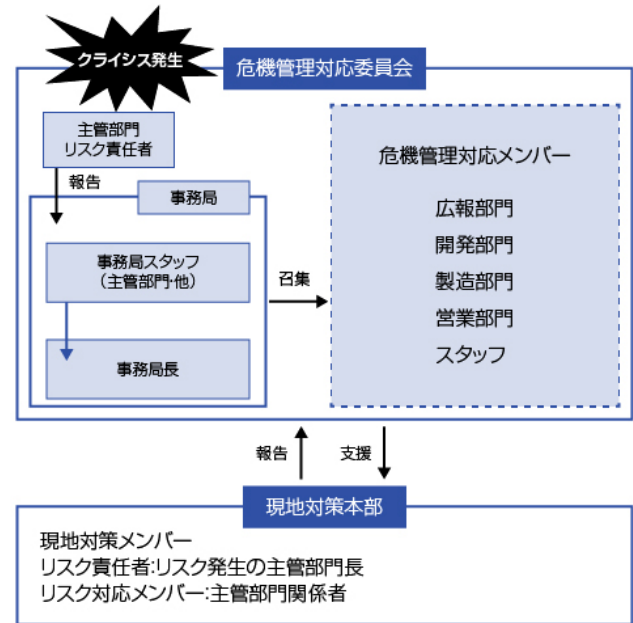 クライシス発生
危機管理対応委員会
主管部門
リスク責任者
報告
事務局
事務局スタッフ
（主管部門・他）
事務局長
召集
危機管理対応メンバー
広報部門
開発部門
製造部門
営業部門
スタッフ
報告
支援
現地対策本部
現地対策メンバー
リスク責任者:リスク発生の主管部門長
リスク対応メンバー:主管部門関係者